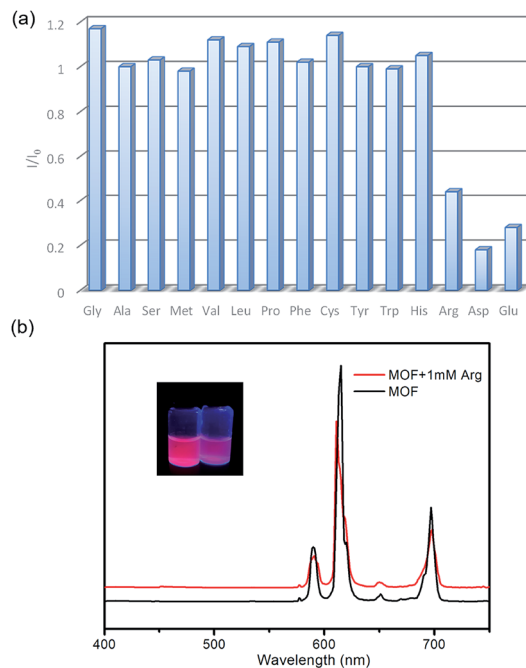 (a)
1.2
1
0.8
0.6
0.4
0.2
0
I/I₀
Gly Ala Ser Met Val Leu Pro Phe Cys Tyr Trp His Arg Asp Glu
(b)
MOF+1mM Arg
MOF
400 500 600 700
Wavelength (nm)